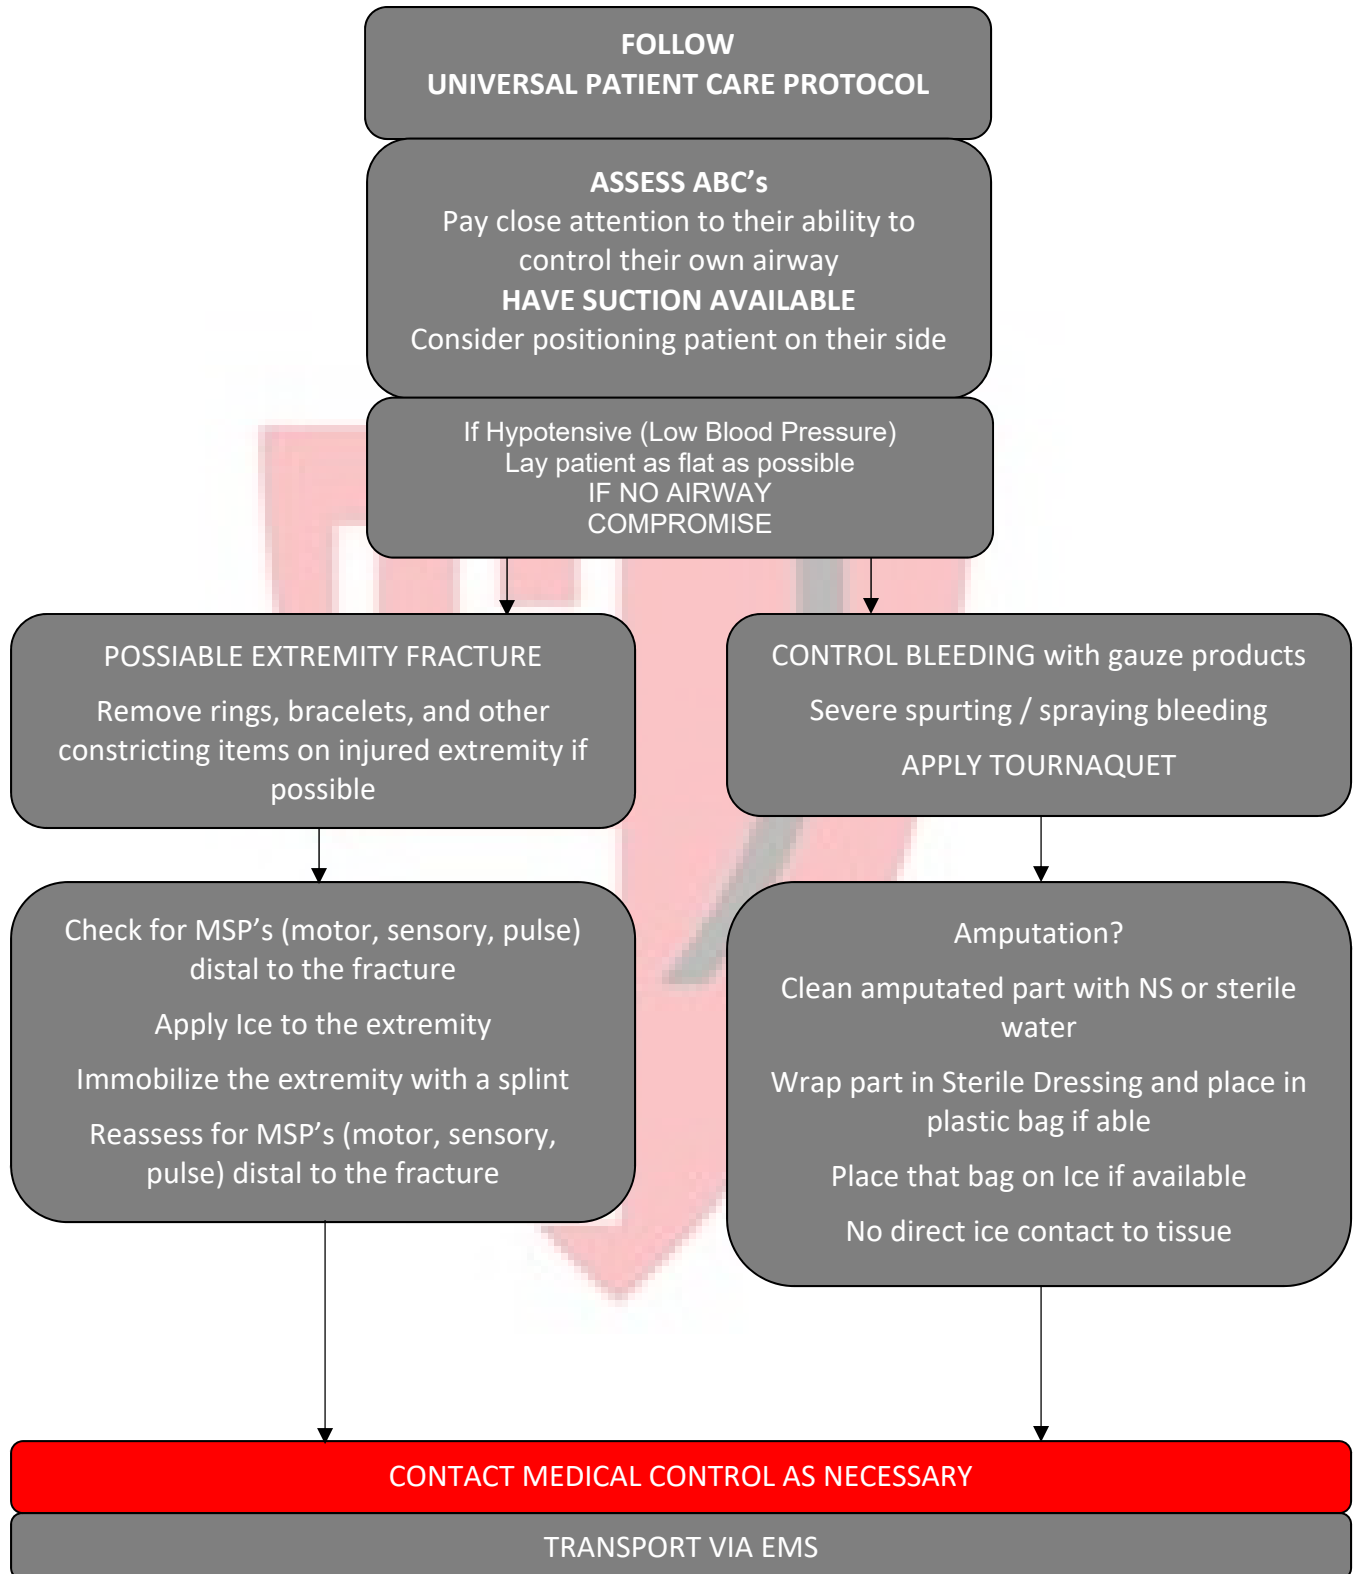 FOLLOW
UNIVERSAL PATIENT CARE PROTOCOL
ASSESS ABC’s
Pay close attention to their ability to
control their own airway
HAVE SUCTION AVAILABLE
Consider positioning patient on their side
If Hypotensive (Low Blood Pressure)
Lay patient as flat as possible
IF NO AIRWAY
COMPROMISE
POSSIABLE EXTREMITY FRACTURE
Remove rings, bracelets, and other
constricting items on injured extremity if
possible
CONTROL BLEEDING with gauze products
Severe spurting / spraying bleeding
APPLY TOURNAQUET
Check for MSP’s (motor, sensory, pulse)
distal to the fracture
Apply Ice to the extremity
Immobilize the extremity with a splint
Reassess for MSP’s (motor, sensory,
pulse) distal to the fracture
Amputation?
Clean amputated part with NS or sterile
water
Wrap part in Sterile Dressing and place in
plastic bag if able
Place that bag on Ice if available
No direct ice contact to tissue
CONTACT MEDICAL CONTROL AS NECESSARY
TRANSPORT VIA EMS